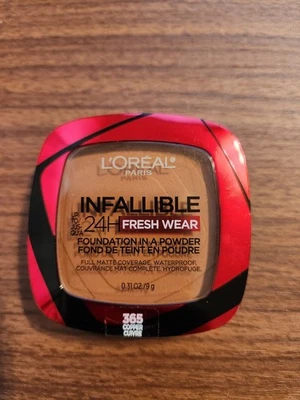 L'ORÉAL
PARIS
INFALLIBLE
24H FRESH WEAR
FOUNDATION IN A POWDER
FOND DE TEINT EN POUDRE
FULL MATTE COVERAGE, WATERPROOF.
COUVRANCE MAT COMPLÈTE, HYDROFUGE.
0.31 OZ/9 g
365
COPPER
CUIVRE